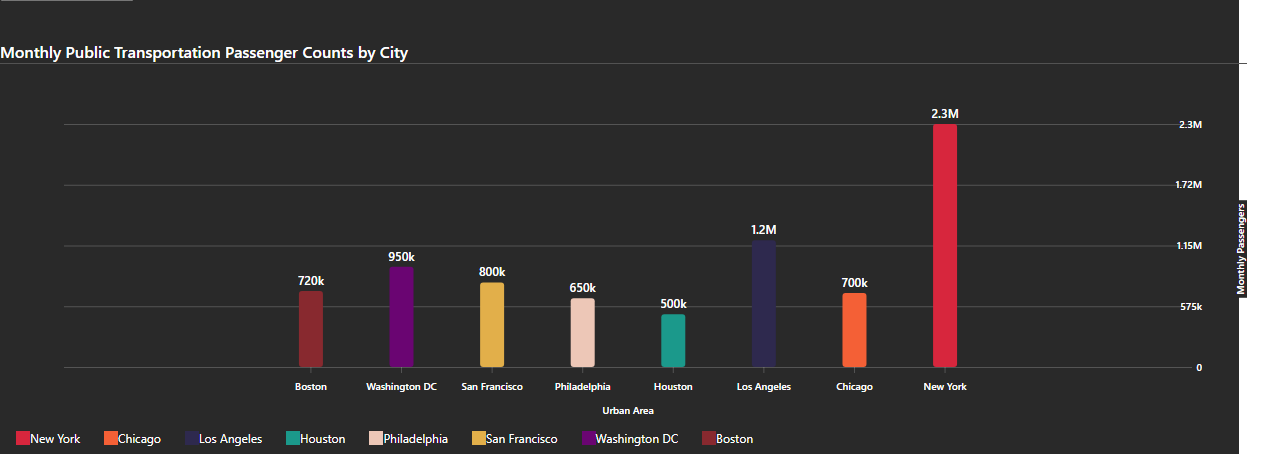 Monthly Public Transportation Passenger Counts by City
2.3M
2.3M
1.72M
1.2M
1.15M
Monthly Passengers
950k
800k
720k
700k
650k
500k
575k
0
Boston Washington DC San Francisco Philadelphia Houston Los Angeles Chicago New York
Urban Area
New York Chicago Los Angeles Houston Philadelphia San Francisco Washington DC Boston